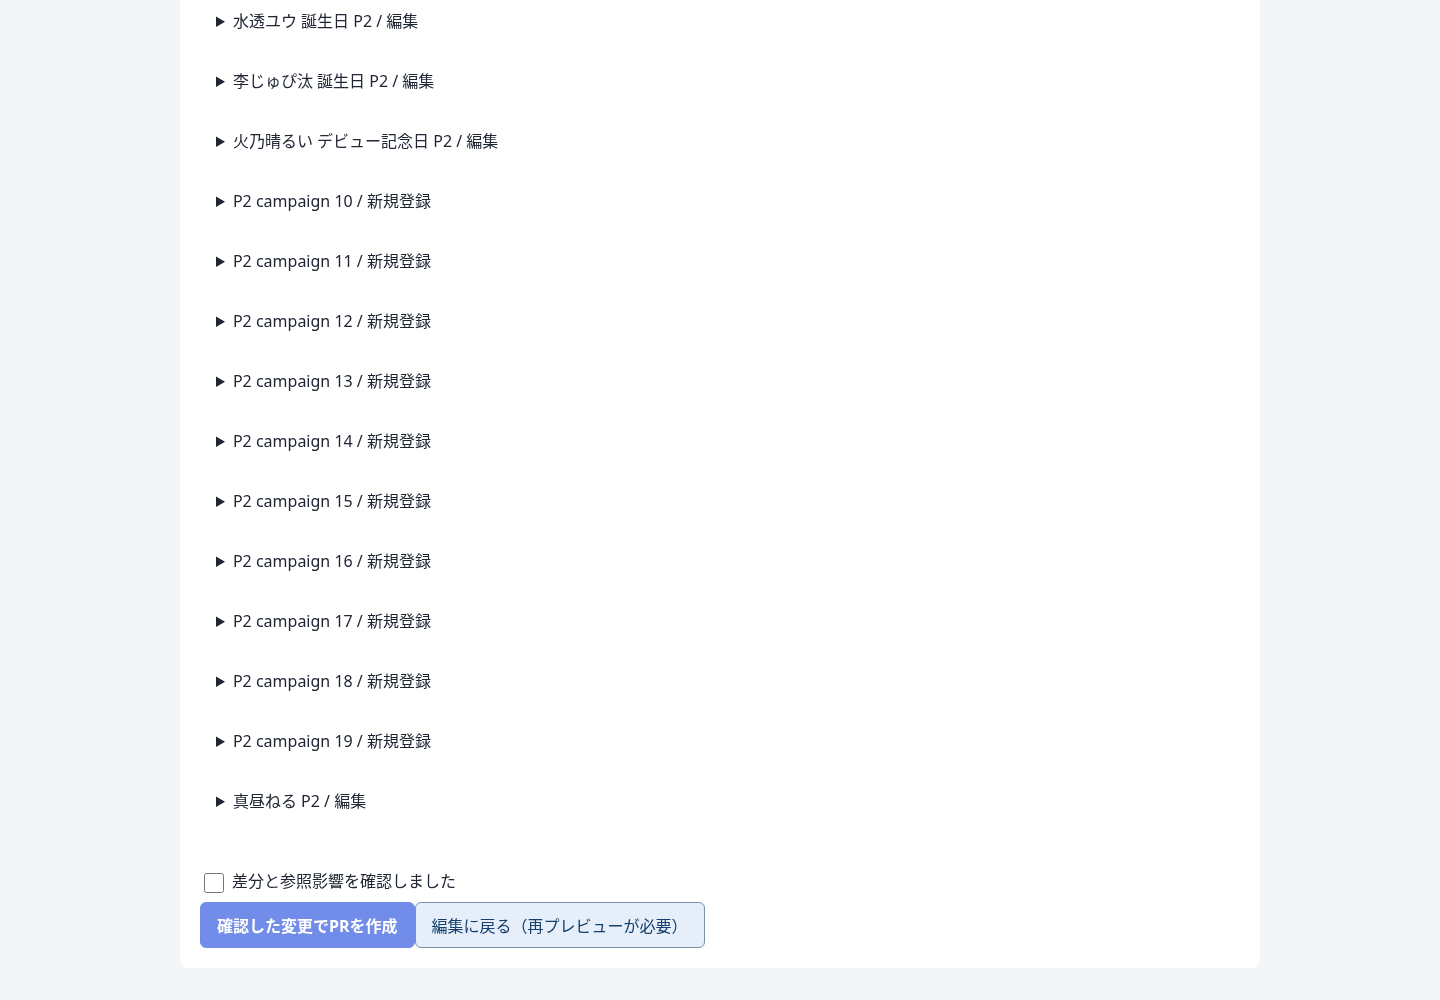 水透ユウ 誕生日 P2 / 編集
李じゅぴ汰 誕生日 P2 / 編集
火乃晴るい デビュー記念日 P2 / 編集
P2 campaign 10 / 新規登録
P2 campaign 11 / 新規登録
P2 campaign 12 / 新規登録
P2 campaign 13 / 新規登録
P2 campaign 14 / 新規登録
P2 campaign 15 / 新規登録
P2 campaign 16 / 新規登録
P2 campaign 17 / 新規登録
P2 campaign 18 / 新規登録
P2 campaign 19 / 新規登録
真昼ねる P2 / 編集
差分と参照影響を確認しました
確認した変更でPRを作成
編集に戻る（再プレビューが必要）